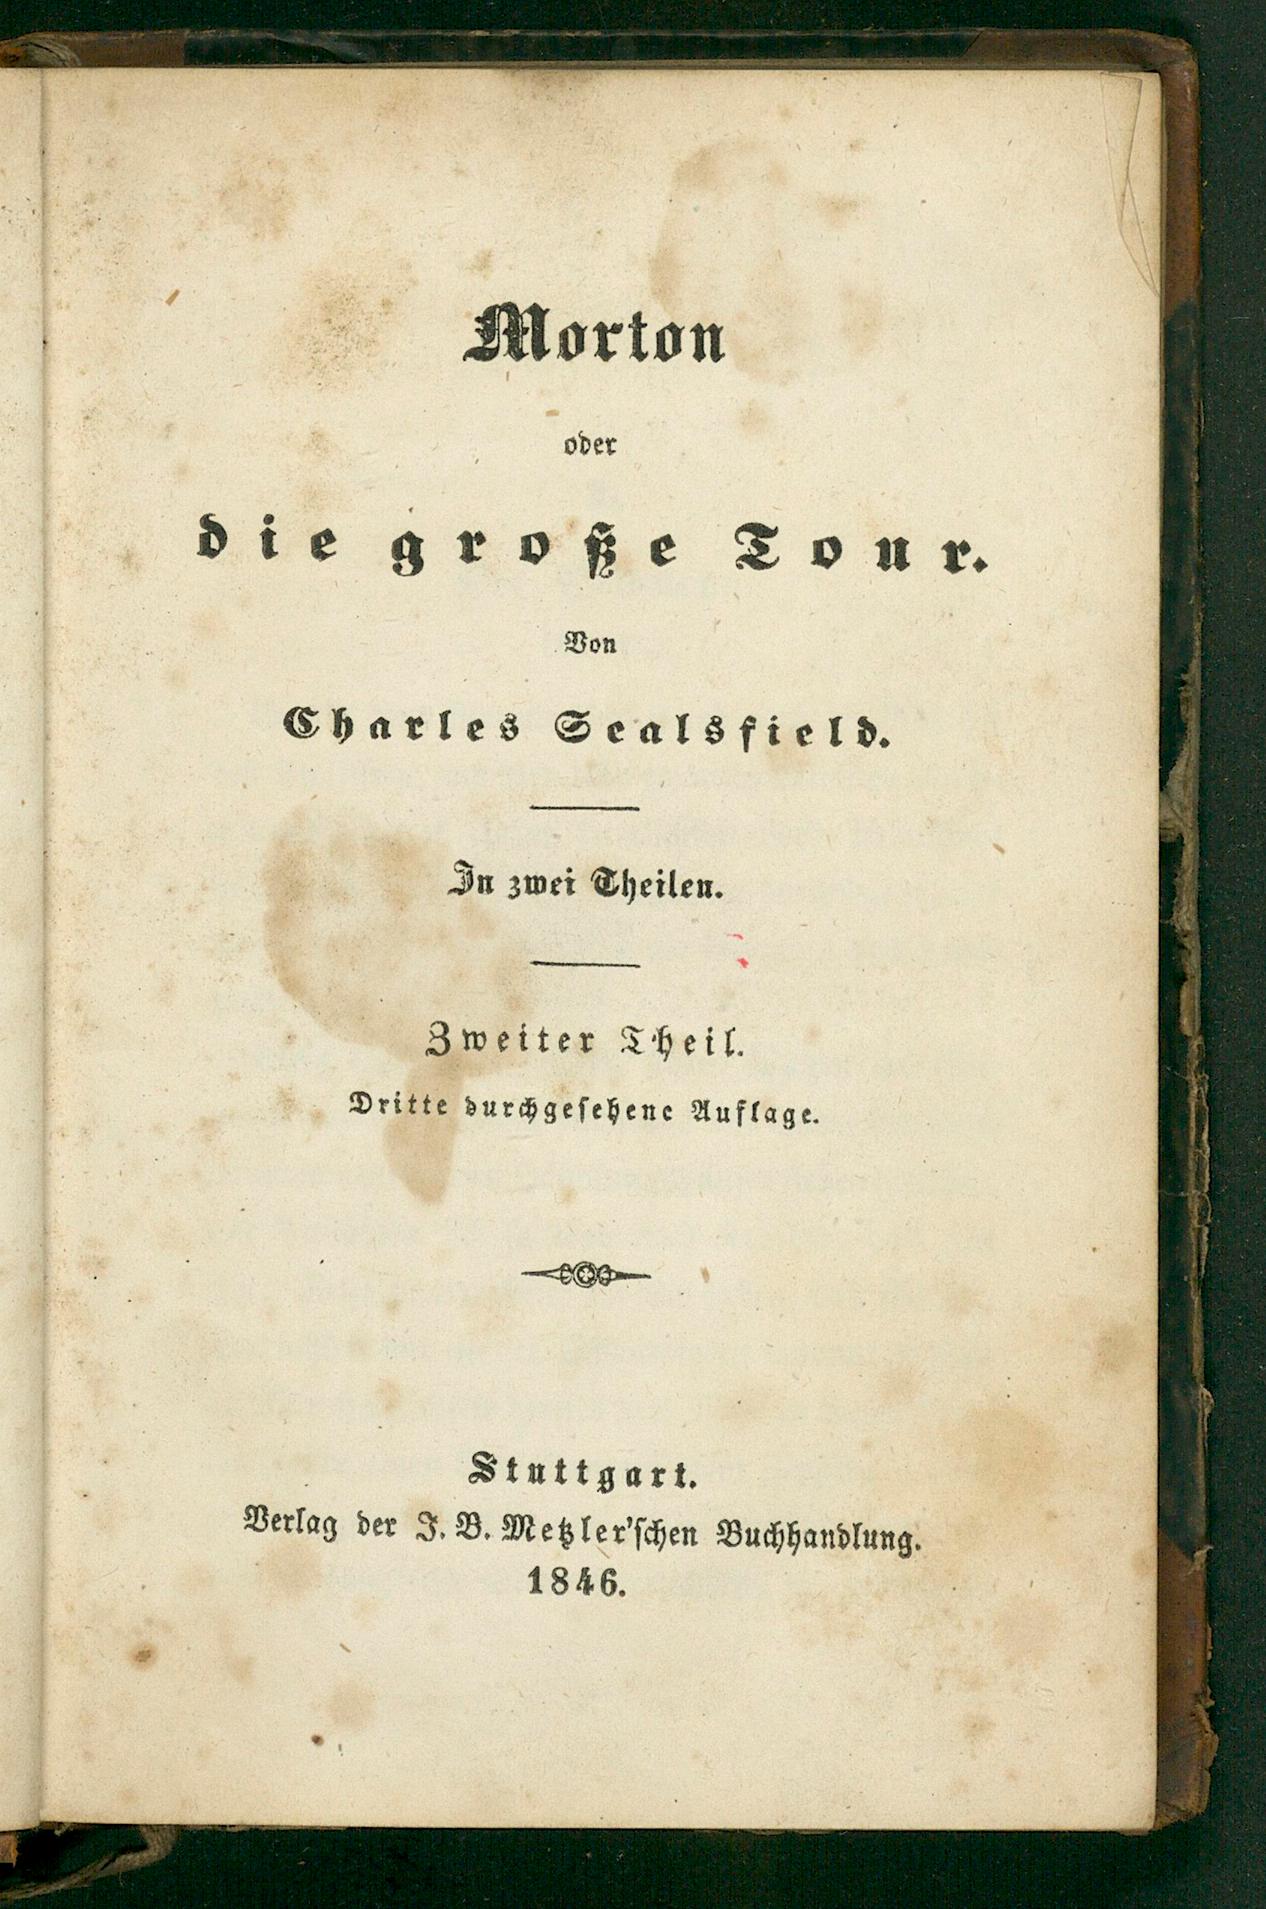 Morton
oder
die große Tour.
Von
Charles Sealsfield.
In zwei Theilen.
Zweiter Theil.
Dritte durchgesehene Auflage.
Stuttgart.
Verlag der J. B. Metzler'schen Buchhandlung.
1846.